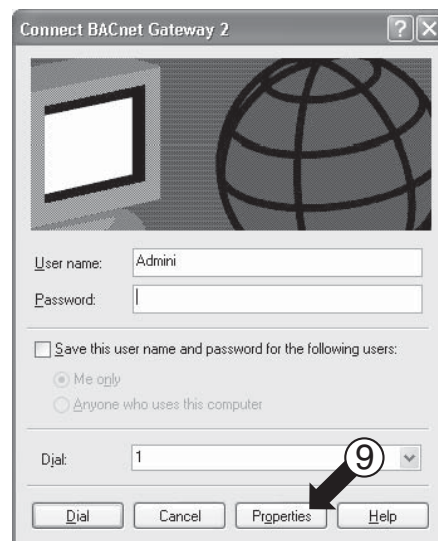 Connect BACnet Gateway 2
User name: Admini
Password:
Save this user name and password for the following users:
Me only
Anyone who uses this computer
Dial: 1
9
Dial Cancel Properties Help